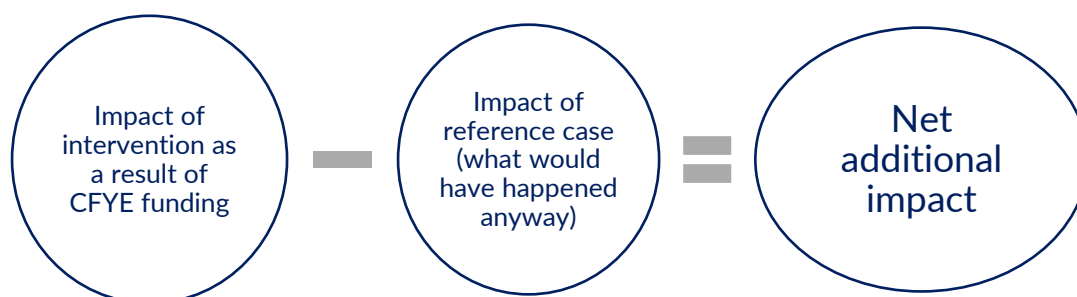 Impact of
intervention as
a result of
CFYE funding
Impact of
reference case
(what would
have happened
anyway)
Net
additional
impact